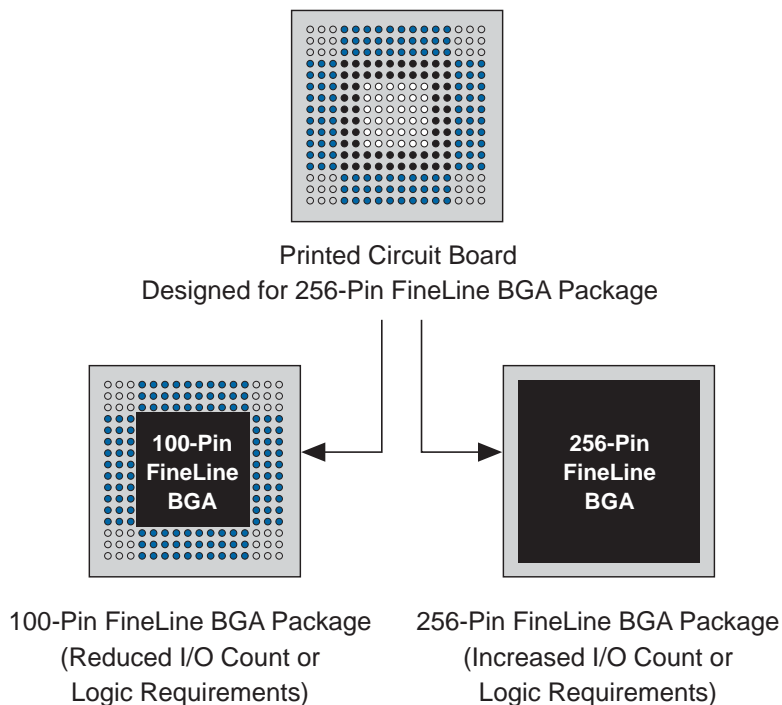 Printed Circuit Board
Designed for 256-Pin FineLine BGA Package
100-Pin
FineLine
BGA
256-Pin
FineLine
BGA
100-Pin FineLine BGA Package
(Reduced I/O Count or
Logic Requirements)
256-Pin FineLine BGA Package
(Increased I/O Count or
Logic Requirements)